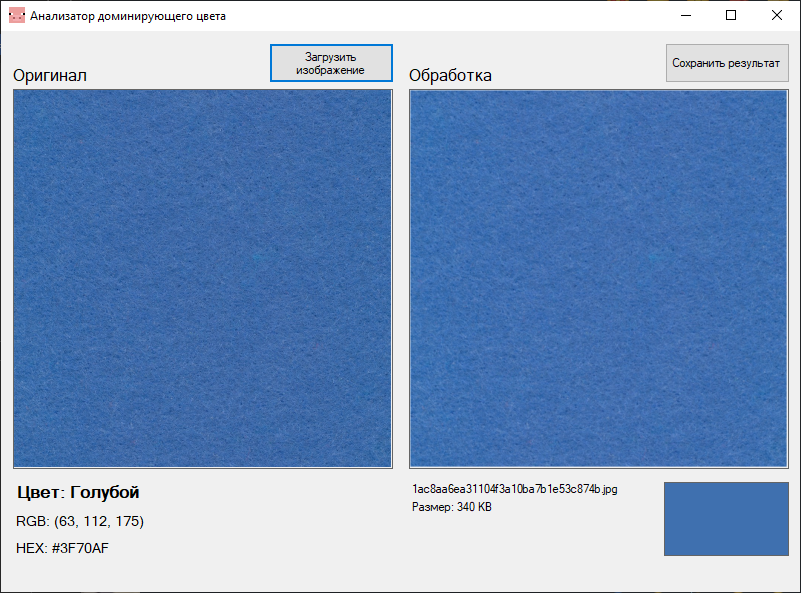 Анализатор доминирующего цвета
Загрузить
изображение
Сохранить результат
Оригинал
Обработка
Цвет: Голубой
RGB: (63, 112, 175)
HEX: #3F70AF
1ac8aa6ea31104f3a10ba7b1e53c874b.jpg
Размер: 340 KB